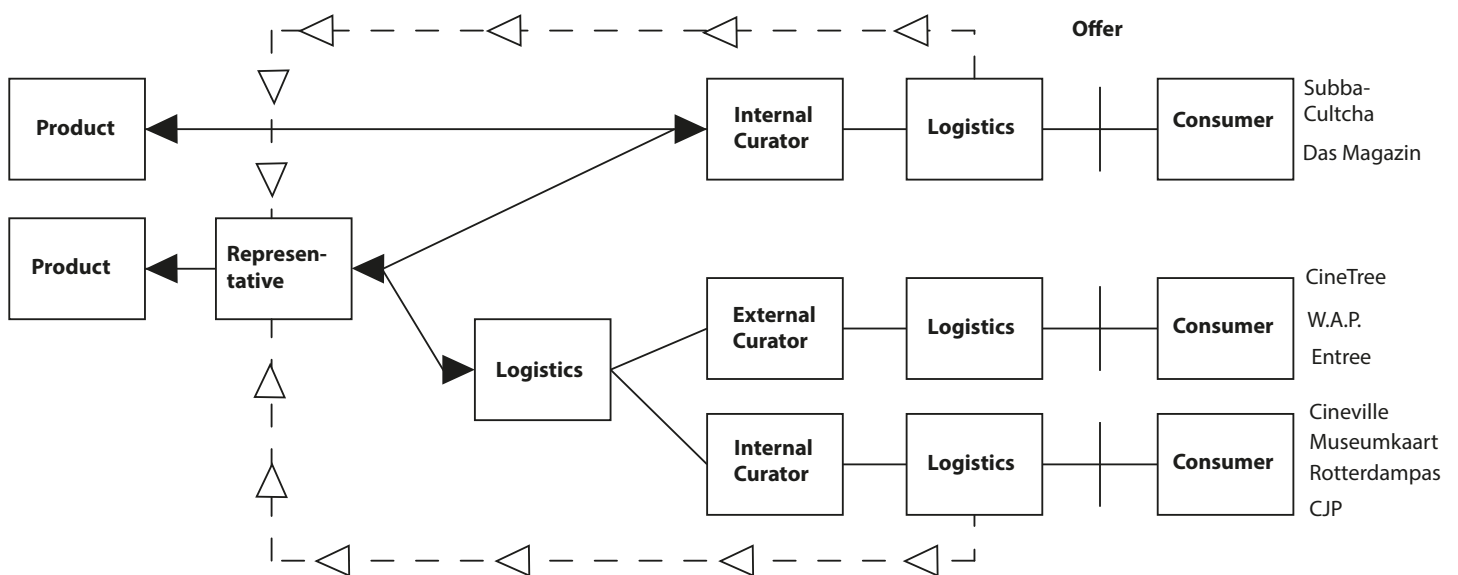 Offer
Product
Internal
Curator
Logistics
Consumer
Subba-
Cultcha
Das Magazin
Product
Represen-
tative
External
Curator
Logistics
Consumer
CineTree
W.A.P.
Entree
Logistics
Internal
Curator
Logistics
Consumer
Cineville
Museumkaart
Rotterdampas
CJP